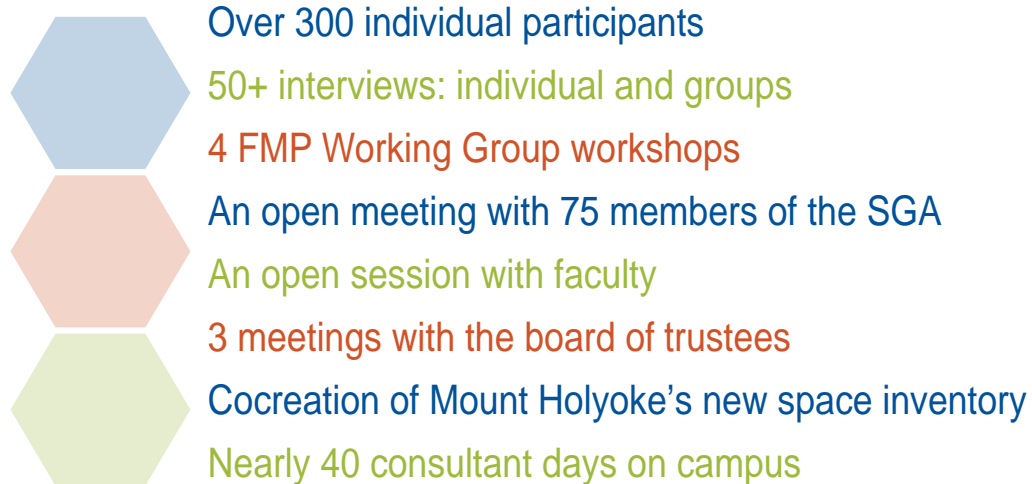 Over 300 individual participants
50+ interviews: individual and groups
4 FMP Working Group workshops
An open meeting with 75 members of the SGA
An open session with faculty
3 meetings with the board of trustees
Cocreation of Mount Holyoke’s new space inventory
Nearly 40 consultant days on campus